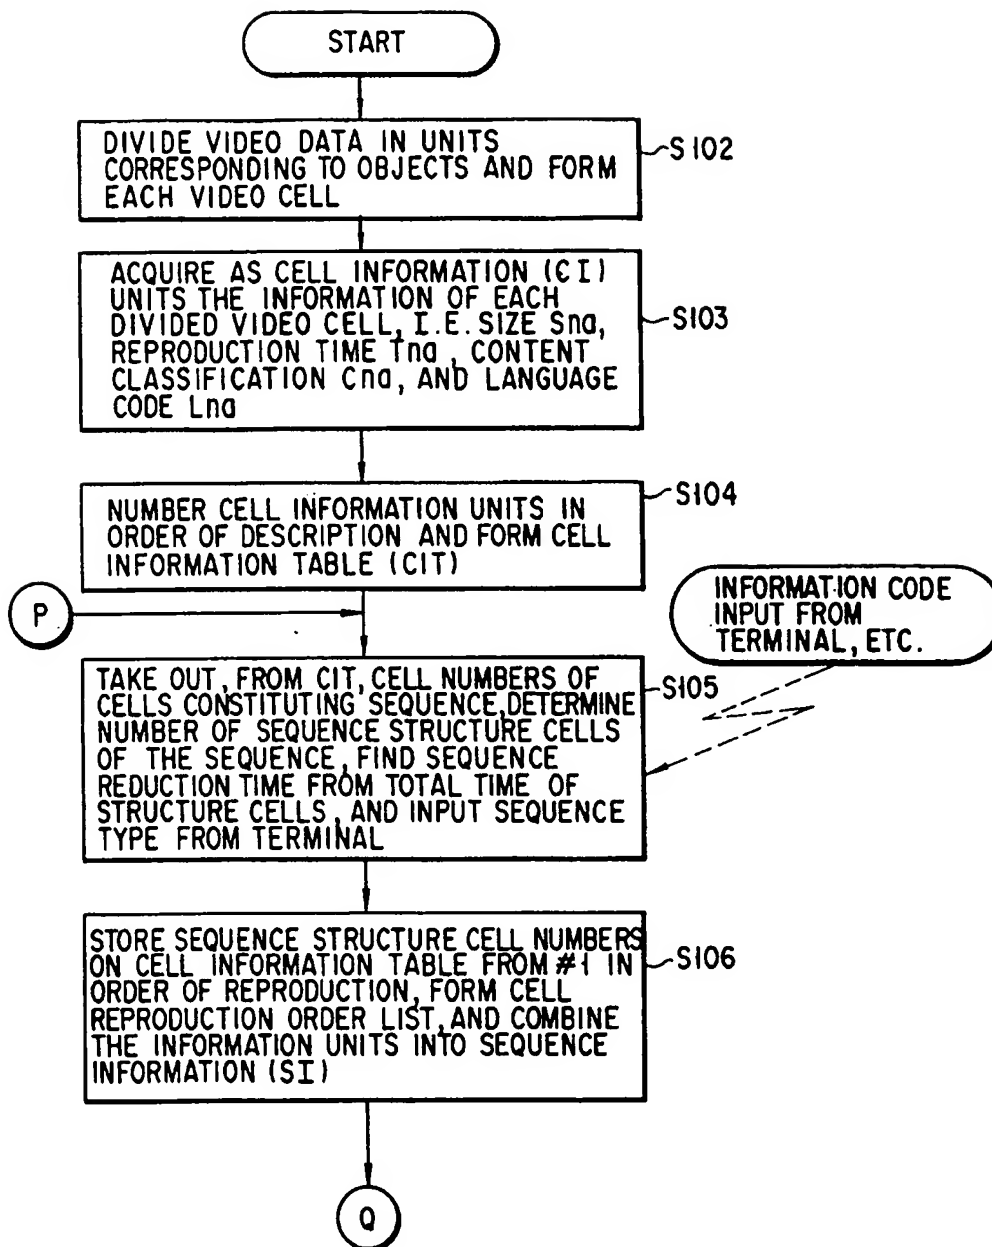 START
DIVIDE VIDEO DATA IN UNITS
CORRESPONDING TO OBJECTS AND FORM
EACH VIDEO CELL
S102
ACQUIRE AS CELL INFORMATION (CI)
UNITS THE INFORMATION OF EACH
DIVIDED VIDEO CELL, I.E. SIZE Sna,
REPRODUCTION TIME Tna, CONTENT
CLASSIFICATION Cna, AND LANGUAGE
CODE Lna
S103
NUMBER CELL INFORMATION UNITS IN
ORDER OF DESCRIPTION AND FORM CELL
INFORMATION TABLE (CIT)
S104
P
INFORMATION CODE
INPUT FROM
TERMINAL, ETC.
TAKE OUT, FROM CIT, CELL NUMBERS OF
CELLS CONSTITUTING SEQUENCE, DETERMINE
NUMBER OF SEQUENCE STRUCTURE CELLS
OF THE SEQUENCE, FIND SEQUENCE
REDUCTION TIME FROM TOTAL TIME OF
STRUCTURE CELLS, AND INPUT SEQUENCE
TYPE FROM TERMINAL
S105
STORE SEQUENCE STRUCTURE CELL NUMBERS
ON CELL INFORMATION TABLE FROM #1 IN
ORDER OF REPRODUCTION, FORM CELL
REPRODUCTION ORDER LIST, AND COMBINE
THE INFORMATION UNITS INTO SEQUENCE
INFORMATION (SI)
S106
Q